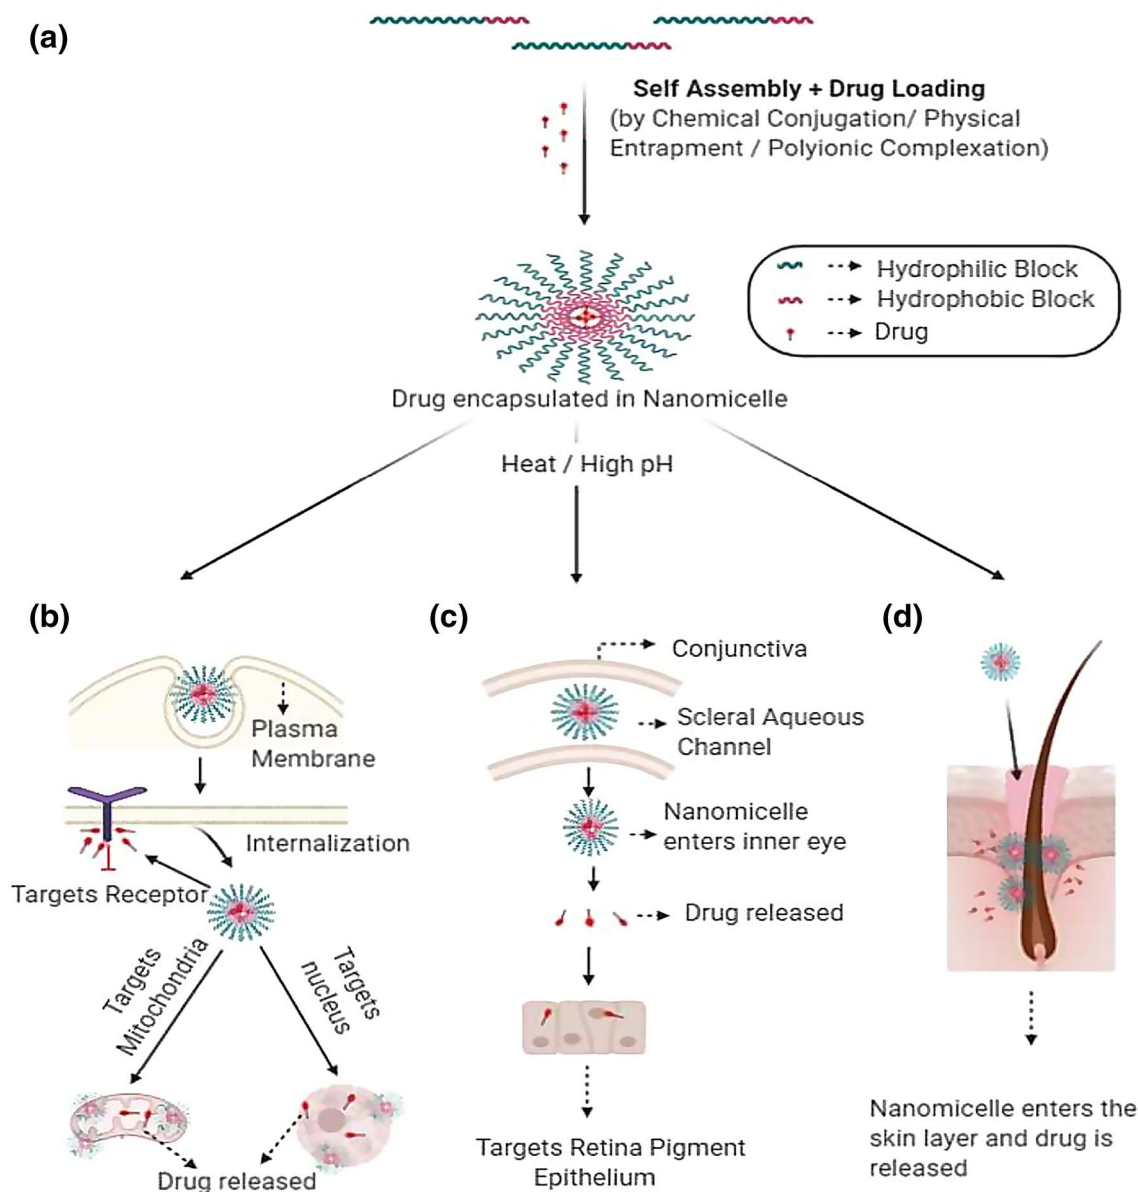 (a)
Self Assembly + Drug Loading
(by Chemical Conjugation/ Physical
Entrapment / Polyionic Complexation)
Hydrophilic Block
Hydrophobic Block
Drug
Drug encapsulated in Nanomicelle
Heat / High pH
(b)
Plasma
Membrane
Internalization
Targets Receptor
Targets
Mitochondria
Targets
nucleus
Drug released
(c)
Conjunctiva
Scleral Aqueous
Channel
Nanomicelle
enters inner eye
Drug released
Targets Retina Pigment
Epithelium
(d)
Nanomicelle enters the
skin layer and drug is
released